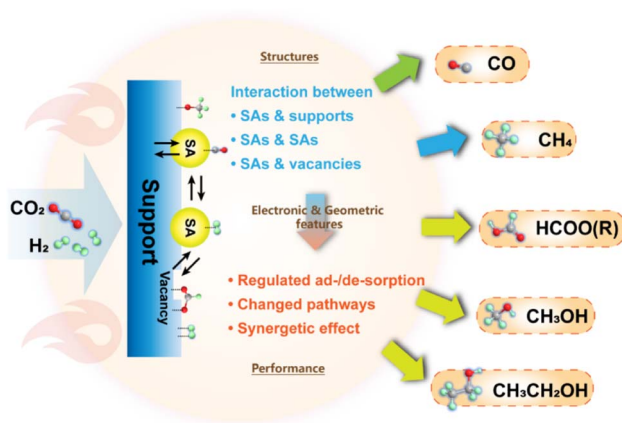 Structures
Interaction between
• SAs & supports
• SAs & SAs
• SAs & vacancies
Electronic & Geometric
features
• Regulated ad-/de-sorption
• Changed pathways
• Synergetic effect
Performance
CO₂
H₂
Support
SA
SA
Vacancy
CO
CH₄
HCOO(R)
CH₃OH
CH₃CH₂OH